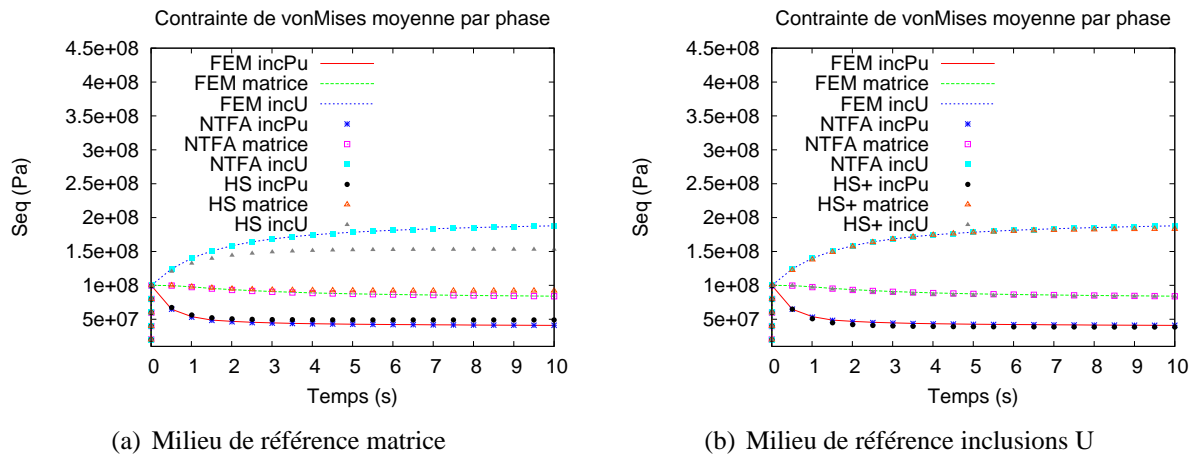 Contrainte de vonMises moyenne par phase
4.5e+08
4e+08
3.5e+08
3e+08
2.5e+08
2e+08
1.5e+08
1e+08
5e+07
Seq (Pa)
FEM incPu
FEM matrice
FEM incU
NTFA incPu
NTFA matrice
NTFA incU
HS incPu
HS matrice
HS incU
0 1 2 3 4 5 6 7 8 9 10
Temps (s)
(a) Milieu de référence matrice
Contrainte de vonMises moyenne par phase
4.5e+08
4e+08
3.5e+08
3e+08
2.5e+08
2e+08
1.5e+08
1e+08
5e+07
Seq (Pa)
FEM incPu
FEM matrice
FEM incU
NTFA incPu
NTFA matrice
NTFA incU
HS+ incPu
HS+ matrice
HS+ incU
0 1 2 3 4 5 6 7 8 9 10
Temps (s)
(b) Milieu de référence inclusions U